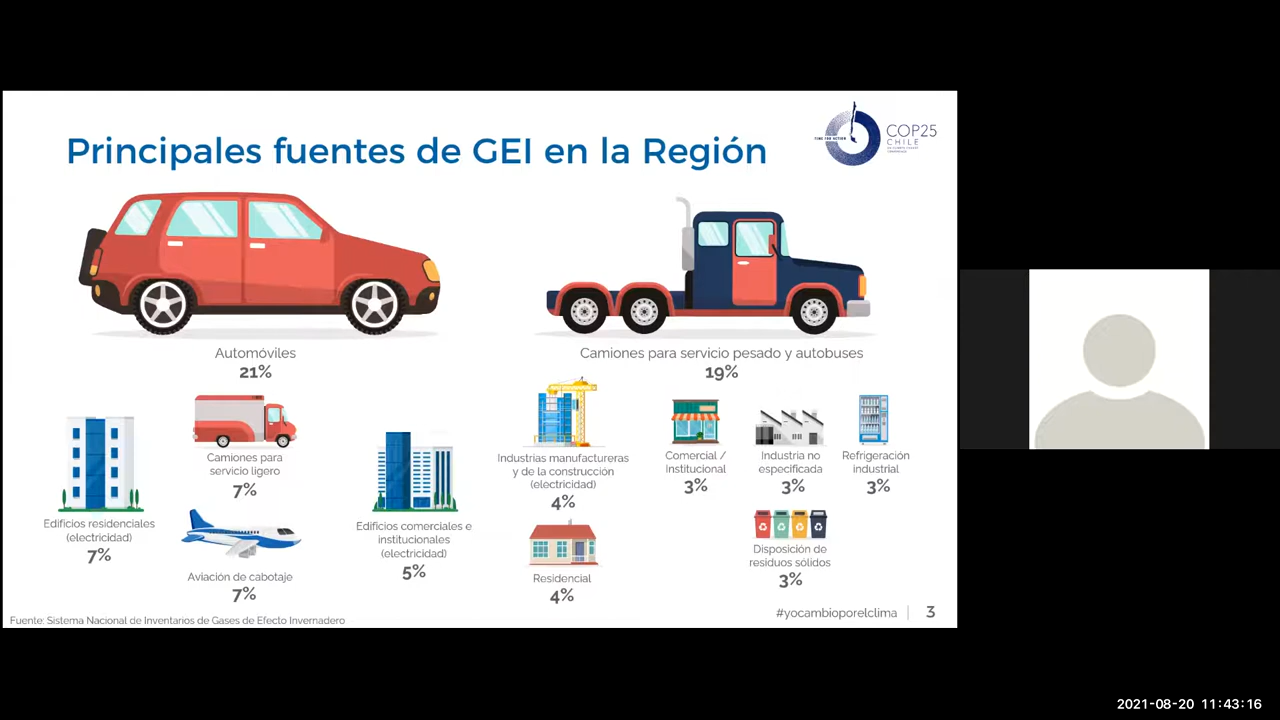 Principales fuentes de GEI en la Región
TIME FOR ACTION
COP25
CHILE
Automóviles
21%
Camiones para servicio pesado y autobuses
19%
Edificios residenciales
(electricidad)
7%
Camiones para
servicio ligero
7%
Aviación de cabotaje
7%
Edificios comerciales e
institucionales
(electricidad)
5%
Industrias manufactureras
y de la construcción
(electricidad)
4%
Residencial
4%
Comercial /
Institucional
3%
Industria no
especificada
3%
Refrigeración
industrial
3%
Disposición de
residuos sólidos
3%
Fuente: Sistema Nacional de Inventarios de Gases de Efecto Invernadero
#yocambioporelclima
3
2021-08-20 11:43:16